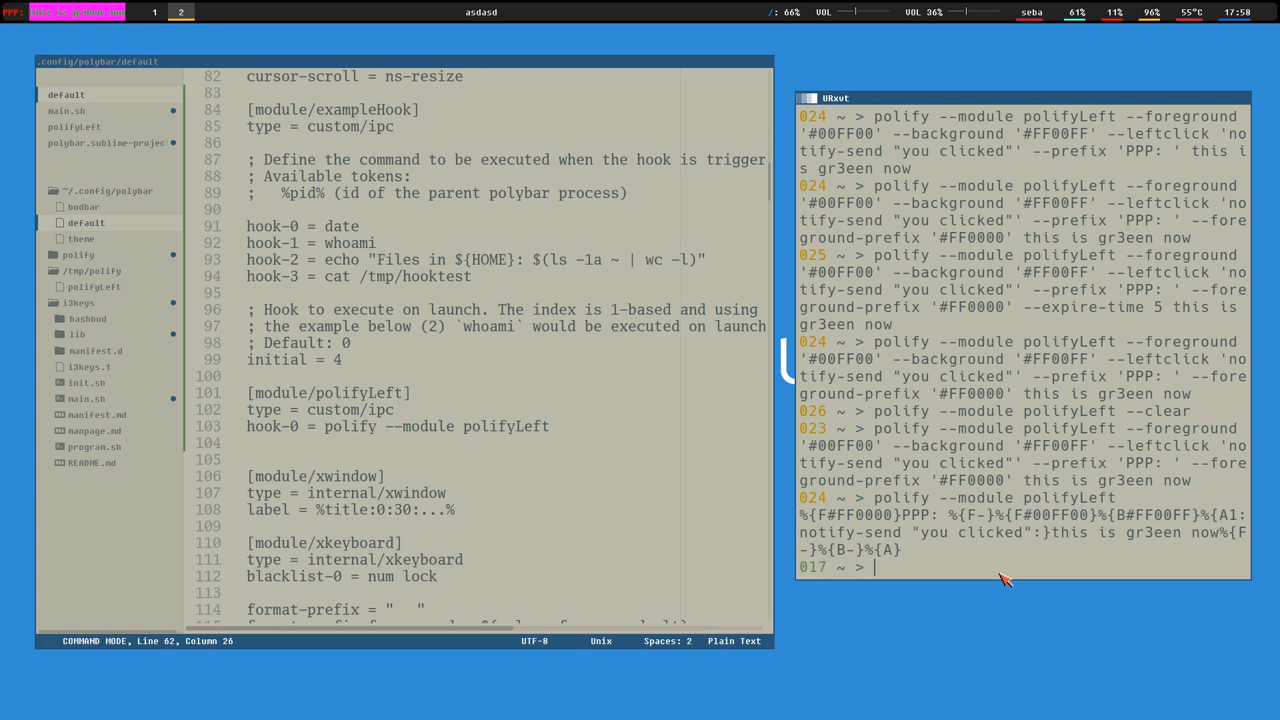 PPP: this is gr3een now 1 2 asdasd /: 66% VOL VOL 36% seba 61% 11% 96% 55°C 17:58
.config/polybar/default
default
main.sh
polifyLeft
polybar.sublime-projec
~/.config/polybar
budbar
default
theme
polify
/tmp/polify
polifyLeft
i3keys
bashbud
lib
manifest.d
i3keys.1
init.sh
main.sh
manifest.md
manpage.md
program.sh
README.md
82 cursor-scroll = ns-resize
83
84 [module/exampleHook]
85 type = custom/ipc
86
87 ; Define the command to be executed when the hook is trigger
88 ; Available tokens:
89 ;   %pid% (id of the parent polybar process)
90
91 hook-0 = date
92 hook-1 = whoami
93 hook-2 = echo "Files in ${HOME}: $(ls -1a ~ | wc -l)"
94 hook-3 = cat /tmp/hooktest
95
96 ; Hook to execute on launch. The index is 1-based and using
97 ; the example below (2) `whoami` would be executed on launch
98 ; Default: 0
99 initial = 4
100
101 [module/polifyLeft]
102 type = custom/ipc
103 hook-0 = polify --module polifyLeft
104
105
106 [module/xwindow]
107 type = internal/xwindow
108 label = %title:0:30:...%
109
110 [module/xkeyboard]
111 type = internal/xkeyboard
112 blacklist-0 = num lock
113
114 format-prefix = "   "
COMMAND MODE, Line 62, Column 26 UTF-8 Unix Spaces: 2 Plain Text
URxvt
024 ~ > polify --module polifyLeft --foreground
'#00FF00' --background '#FF00FF' --leftclick 'no
tify-send "you clicked"' --prefix 'PPP: ' this i
s gr3een now
024 ~ > polify --module polifyLeft --foreground
'#00FF00' --background '#FF00FF' --leftclick 'no
tify-send "you clicked"' --prefix 'PPP: ' --fore
ground-prefix '#FF0000' this is gr3een now
025 ~ > polify --module polifyLeft --foreground
'#00FF00' --background '#FF00FF' --leftclick 'no
tify-send "you clicked"' --prefix 'PPP: ' --fore
ground-prefix '#FF0000' --expire-time 5 this is
gr3een now
024 ~ > polify --module polifyLeft --foreground
'#00FF00' --background '#FF00FF' --leftclick 'no
tify-send "you clicked"' --prefix 'PPP: ' --fore
ground-prefix '#FF0000' this is gr3een now
026 ~ > polify --module polifyLeft --clear
023 ~ > polify --module polifyLeft --foreground
'#00FF00' --background '#FF00FF' --leftclick 'no
tify-send "you clicked"' --prefix 'PPP: ' --fore
ground-prefix '#FF0000' this is gr3een now
024 ~ > polify --module polifyLeft
%{F#FF0000}PPP: %{F-}%{F#00FF00}%{B#FF00FF}%{A1:
notify-send "you clicked":}this is gr3een now%{F
-}%{B-}%{A}
017 ~ >